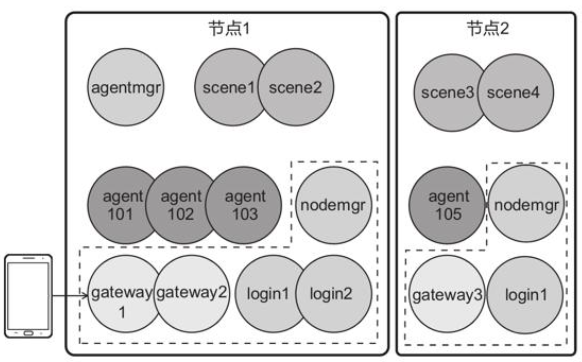 节点1
节点2
agentmgr
scene1
scene2
scene3
scene4
agent
101
agent
102
agent
103
nodemgr
agent
105
nodemgr
gateway
1
gateway2
login1
login2
gateway3
login1